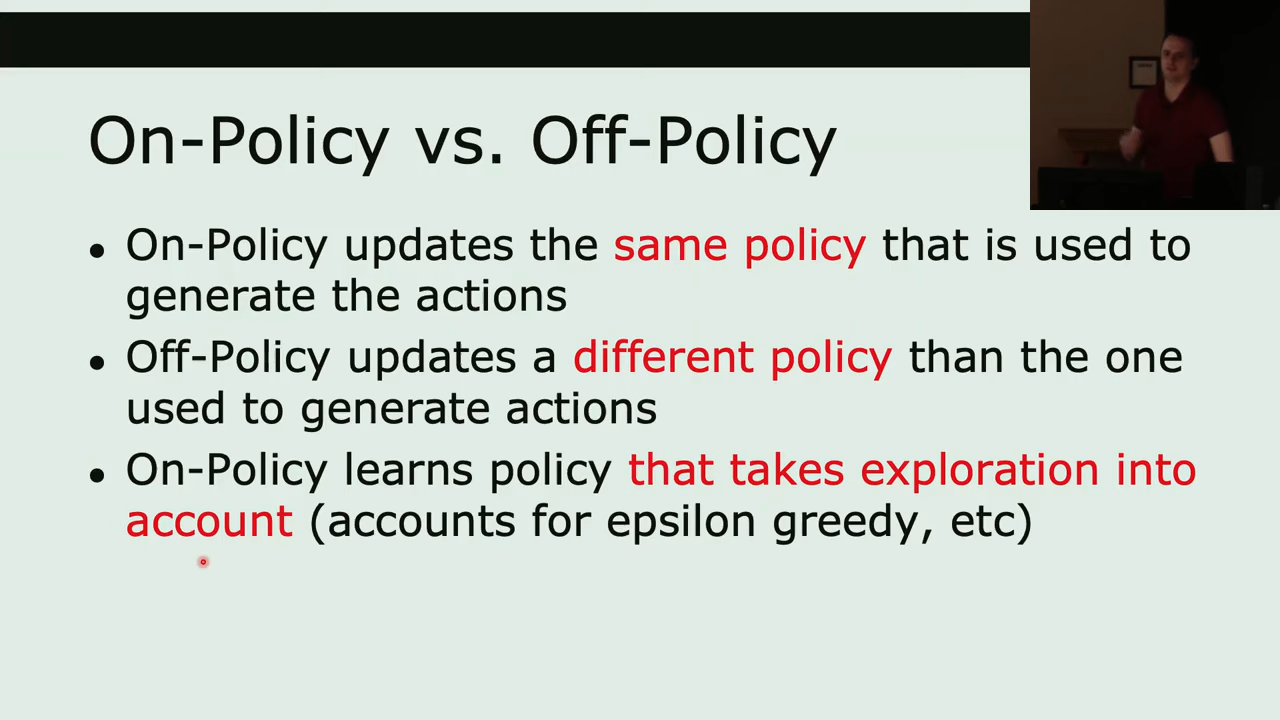 On-Policy vs. Off-Policy
• On-Policy updates the same policy that is used to
generate the actions
• Off-Policy updates a different policy than the one
used to generate actions
• On-Policy learns policy that takes exploration into
account (accounts for epsilon greedy, etc)